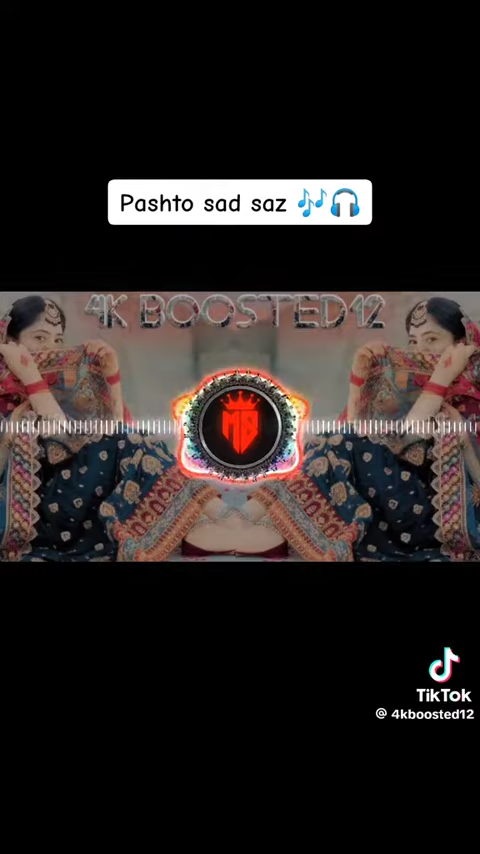 Pashto sad saz 🎶🎧
4K BOOSTED12
MB
TikTok
@ 4kboosted12